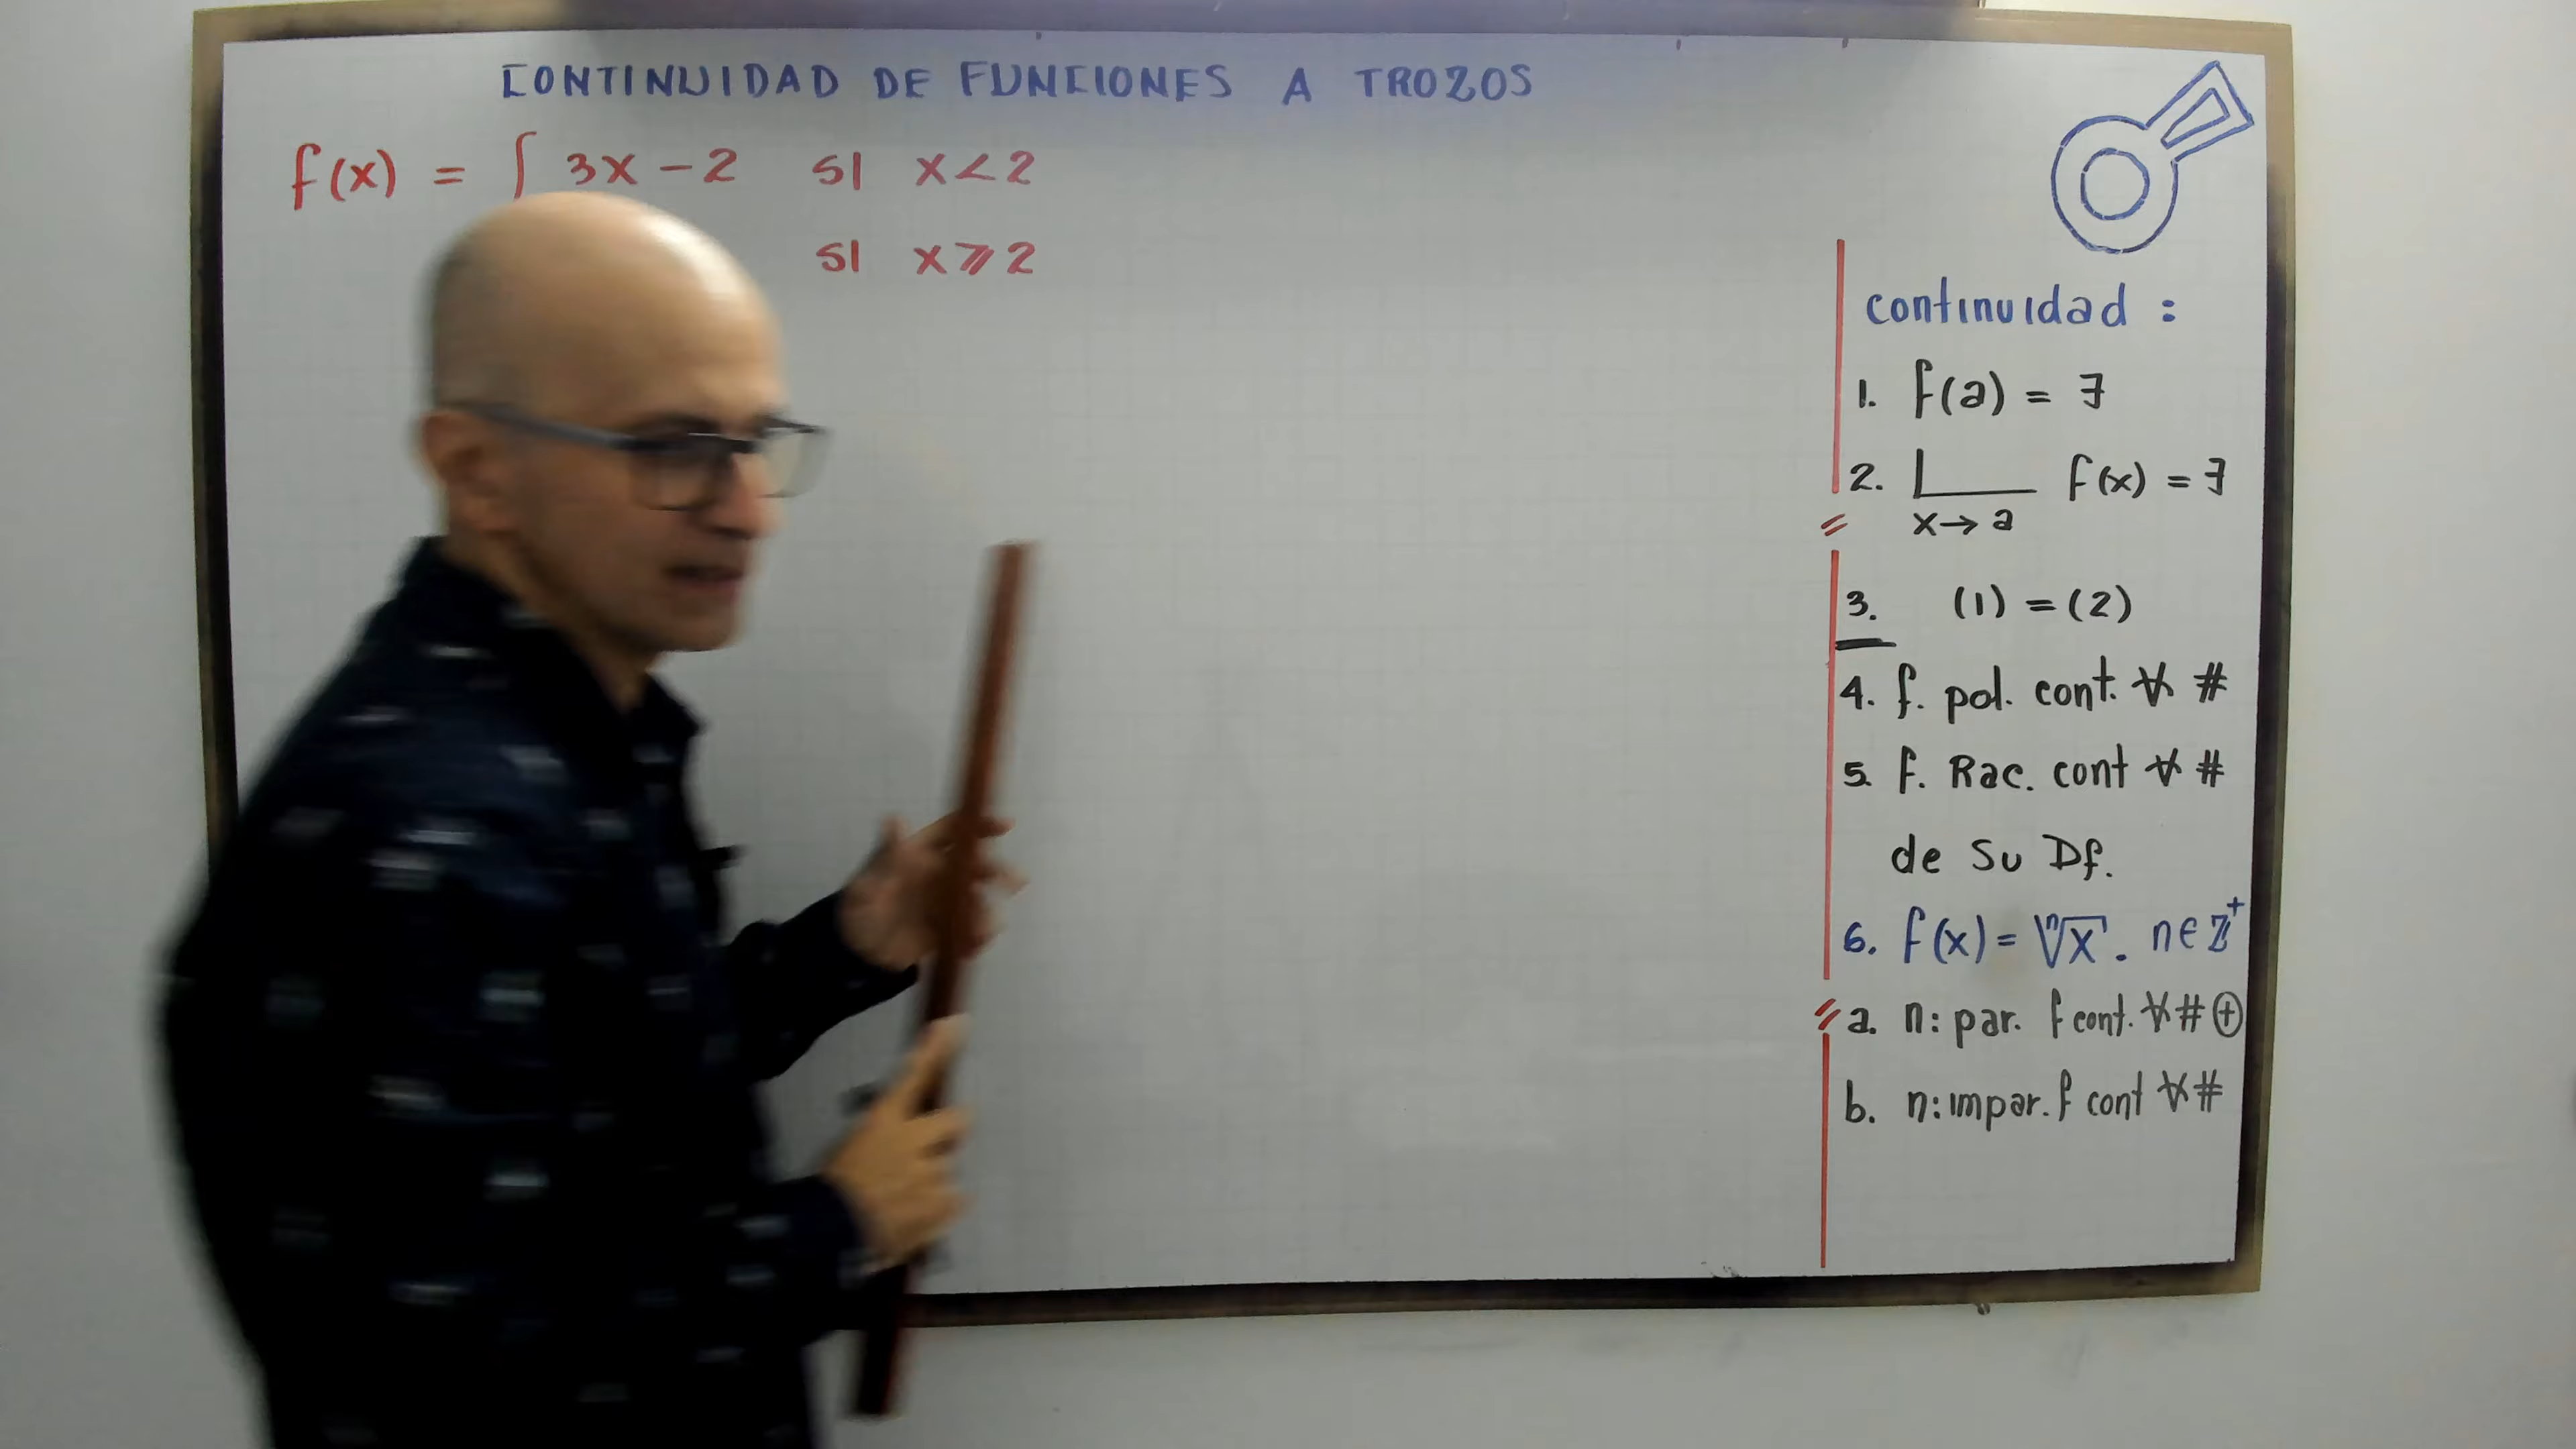 CONTINUIDAD DE FUNCIONES A TROZOS
f(x) = { 3x - 2 SI x < 2
SI x ⩾ 2
continuidad :
1. f(a) = ∃
2. L f(x) = ∃
x → a
3. (1) = (2)
4. f. pol. cont. ∀ #
5. f. Rac. cont ∀ #
de su Df.
6. f(x) = ⁿ√x . n ∈ ℤ⁺
a. n: par. f cont. ∀ # ⊕
b. n: impar. f cont ∀ #